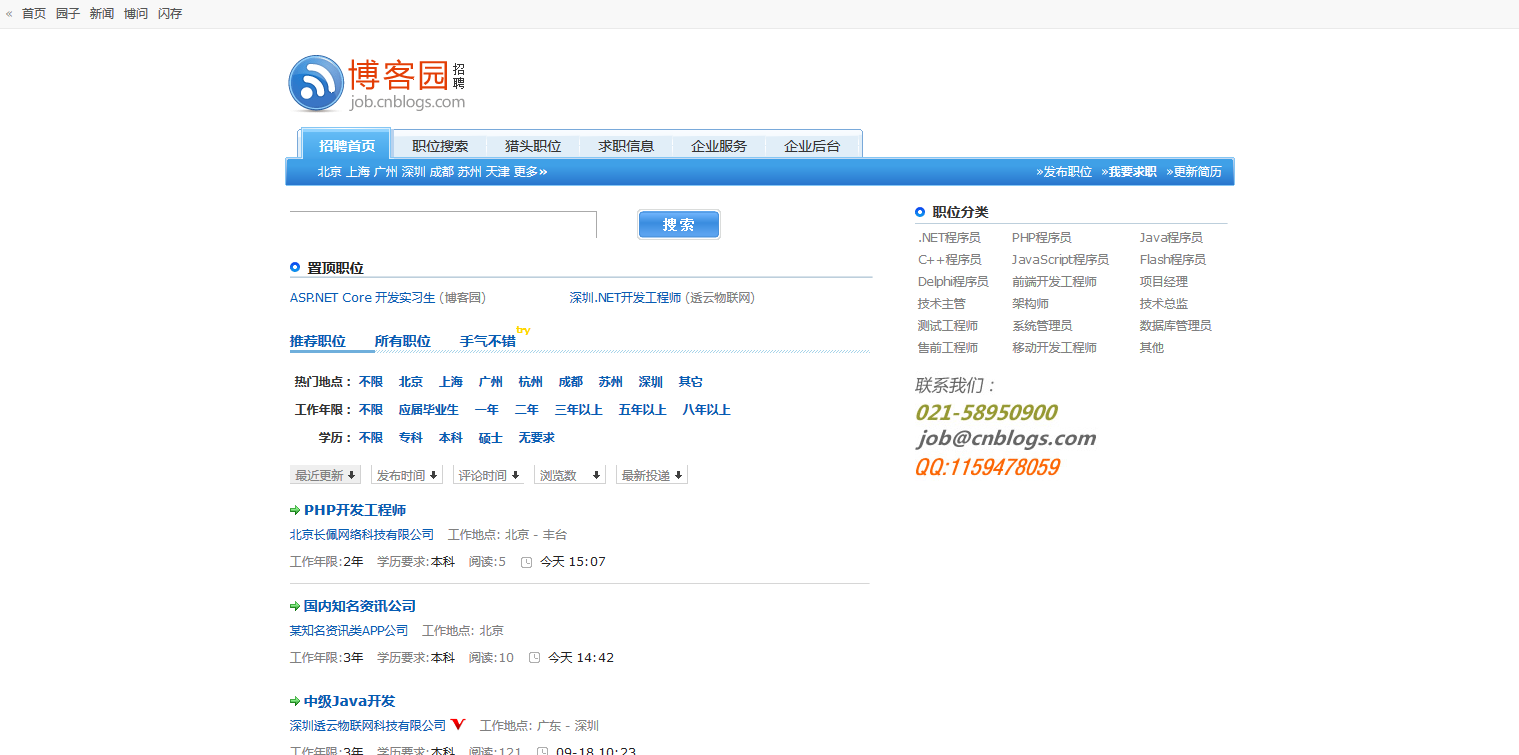 « 首页 园子 新闻 博问 闪存
博客园 招聘
job.cnblogs.com
招聘首页 职位搜索 猎头职位 求职信息 企业服务 企业后台
北京 上海 广州 深圳 成都 苏州 天津 更多» »发布职位 »我要求职 »更新简历
搜索
置顶职位
ASP.NET Core 开发实习生 (博客园) 深圳.NET开发工程师 (透云物联网)
推荐职位 所有职位 手气不错 try
热门地点： 不限 北京 上海 广州 杭州 成都 苏州 深圳 其它
工作年限： 不限 应届毕业生 一年 二年 三年以上 五年以上 八年以上
学历： 不限 专科 本科 硕士 无要求
最近更新 发布时间 评论时间 浏览数 最新投递
PHP开发工程师
北京长佩网络科技有限公司 工作地点: 北京 - 丰台
工作年限:2年 学历要求:本科 阅读:5 今天 15:07
国内知名资讯公司
某知名资讯类APP公司 工作地点: 北京
工作年限:3年 学历要求:本科 阅读:10 今天 14:42
中级Java开发
深圳透云物联网科技有限公司 V 工作地点: 广东 - 深圳
工作年限:3年 学历要求:本科 阅读:121 09-18 10:23
职位分类
.NET程序员 PHP程序员 Java程序员
C++程序员 JavaScript程序员 Flash程序员
Delphi程序员 前端开发工程师 项目经理
技术主管 架构师 技术总监
测试工程师 系统管理员 数据库管理员
售前工程师 移动开发工程师 其他
联系我们：
021-58950900
job@cnblogs.com
QQ:1159478059